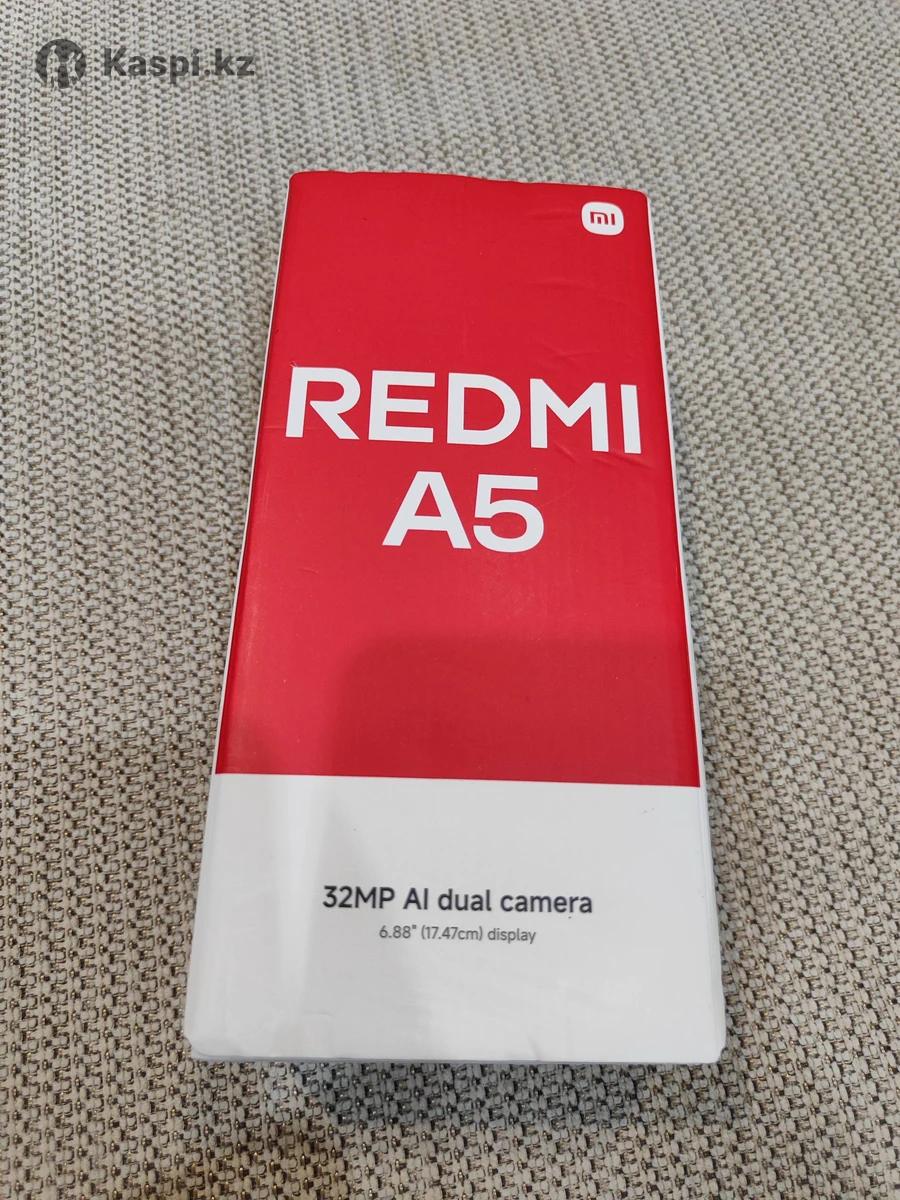 Kaspi.kz
mi
REDMI
A5
32MP AI dual camera
6.88" (17.47cm) display